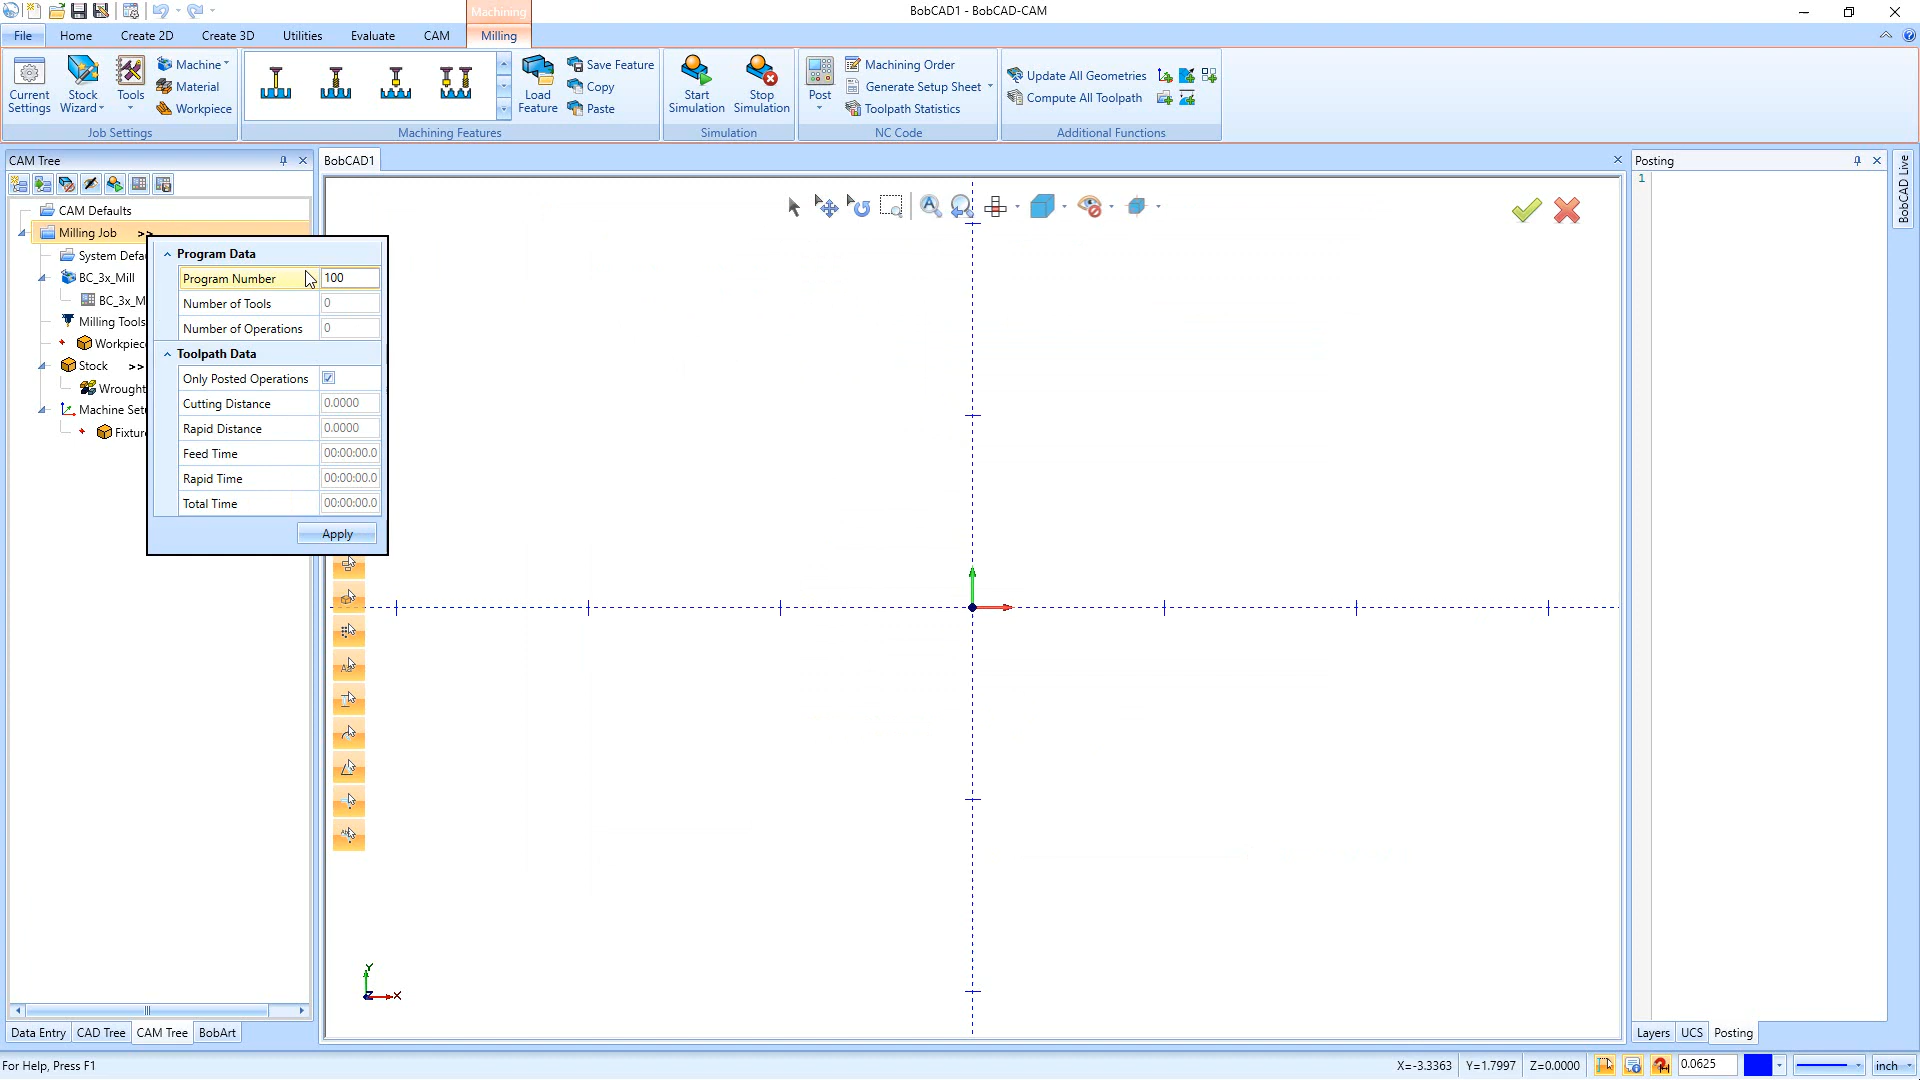 Machining
BobCAD1 - BobCAD-CAM
File Home Create 2D Create 3D Utilities Evaluate CAM Milling
Current Settings
Stock Wizard
Tools
Machine
Material
Workpiece
Job Settings
Load Feature
Save Feature
Copy
Paste
Machining Features
Start Simulation
Stop Simulation
Simulation
Post
Machining Order
Generate Setup Sheet
Toolpath Statistics
NC Code
Update All Geometries
Compute All Toolpath
Additional Functions
CAM Tree
BobCAD1
Posting
BobCAD Live
1
CAM Defaults
Milling Job >>
System Defa
BC_3x_Mill
BC_3x_M
Milling Tools
Workpiec
Stock >>
Wrought
Machine Set
Fixtur
Program Data
Program Number 100
Number of Tools 0
Number of Operations 0
Toolpath Data
Only Posted Operations
Cutting Distance 0.0000
Rapid Distance 0.0000
Feed Time 00:00:00.0
Rapid Time 00:00:00.0
Total Time 00:00:00.0
Apply
Y
Z X
Data Entry CAD Tree CAM Tree BobArt
Layers UCS Posting
For Help, Press F1
X=-3.3363 Y=1.7997 Z=0.0000 0.0625 inch